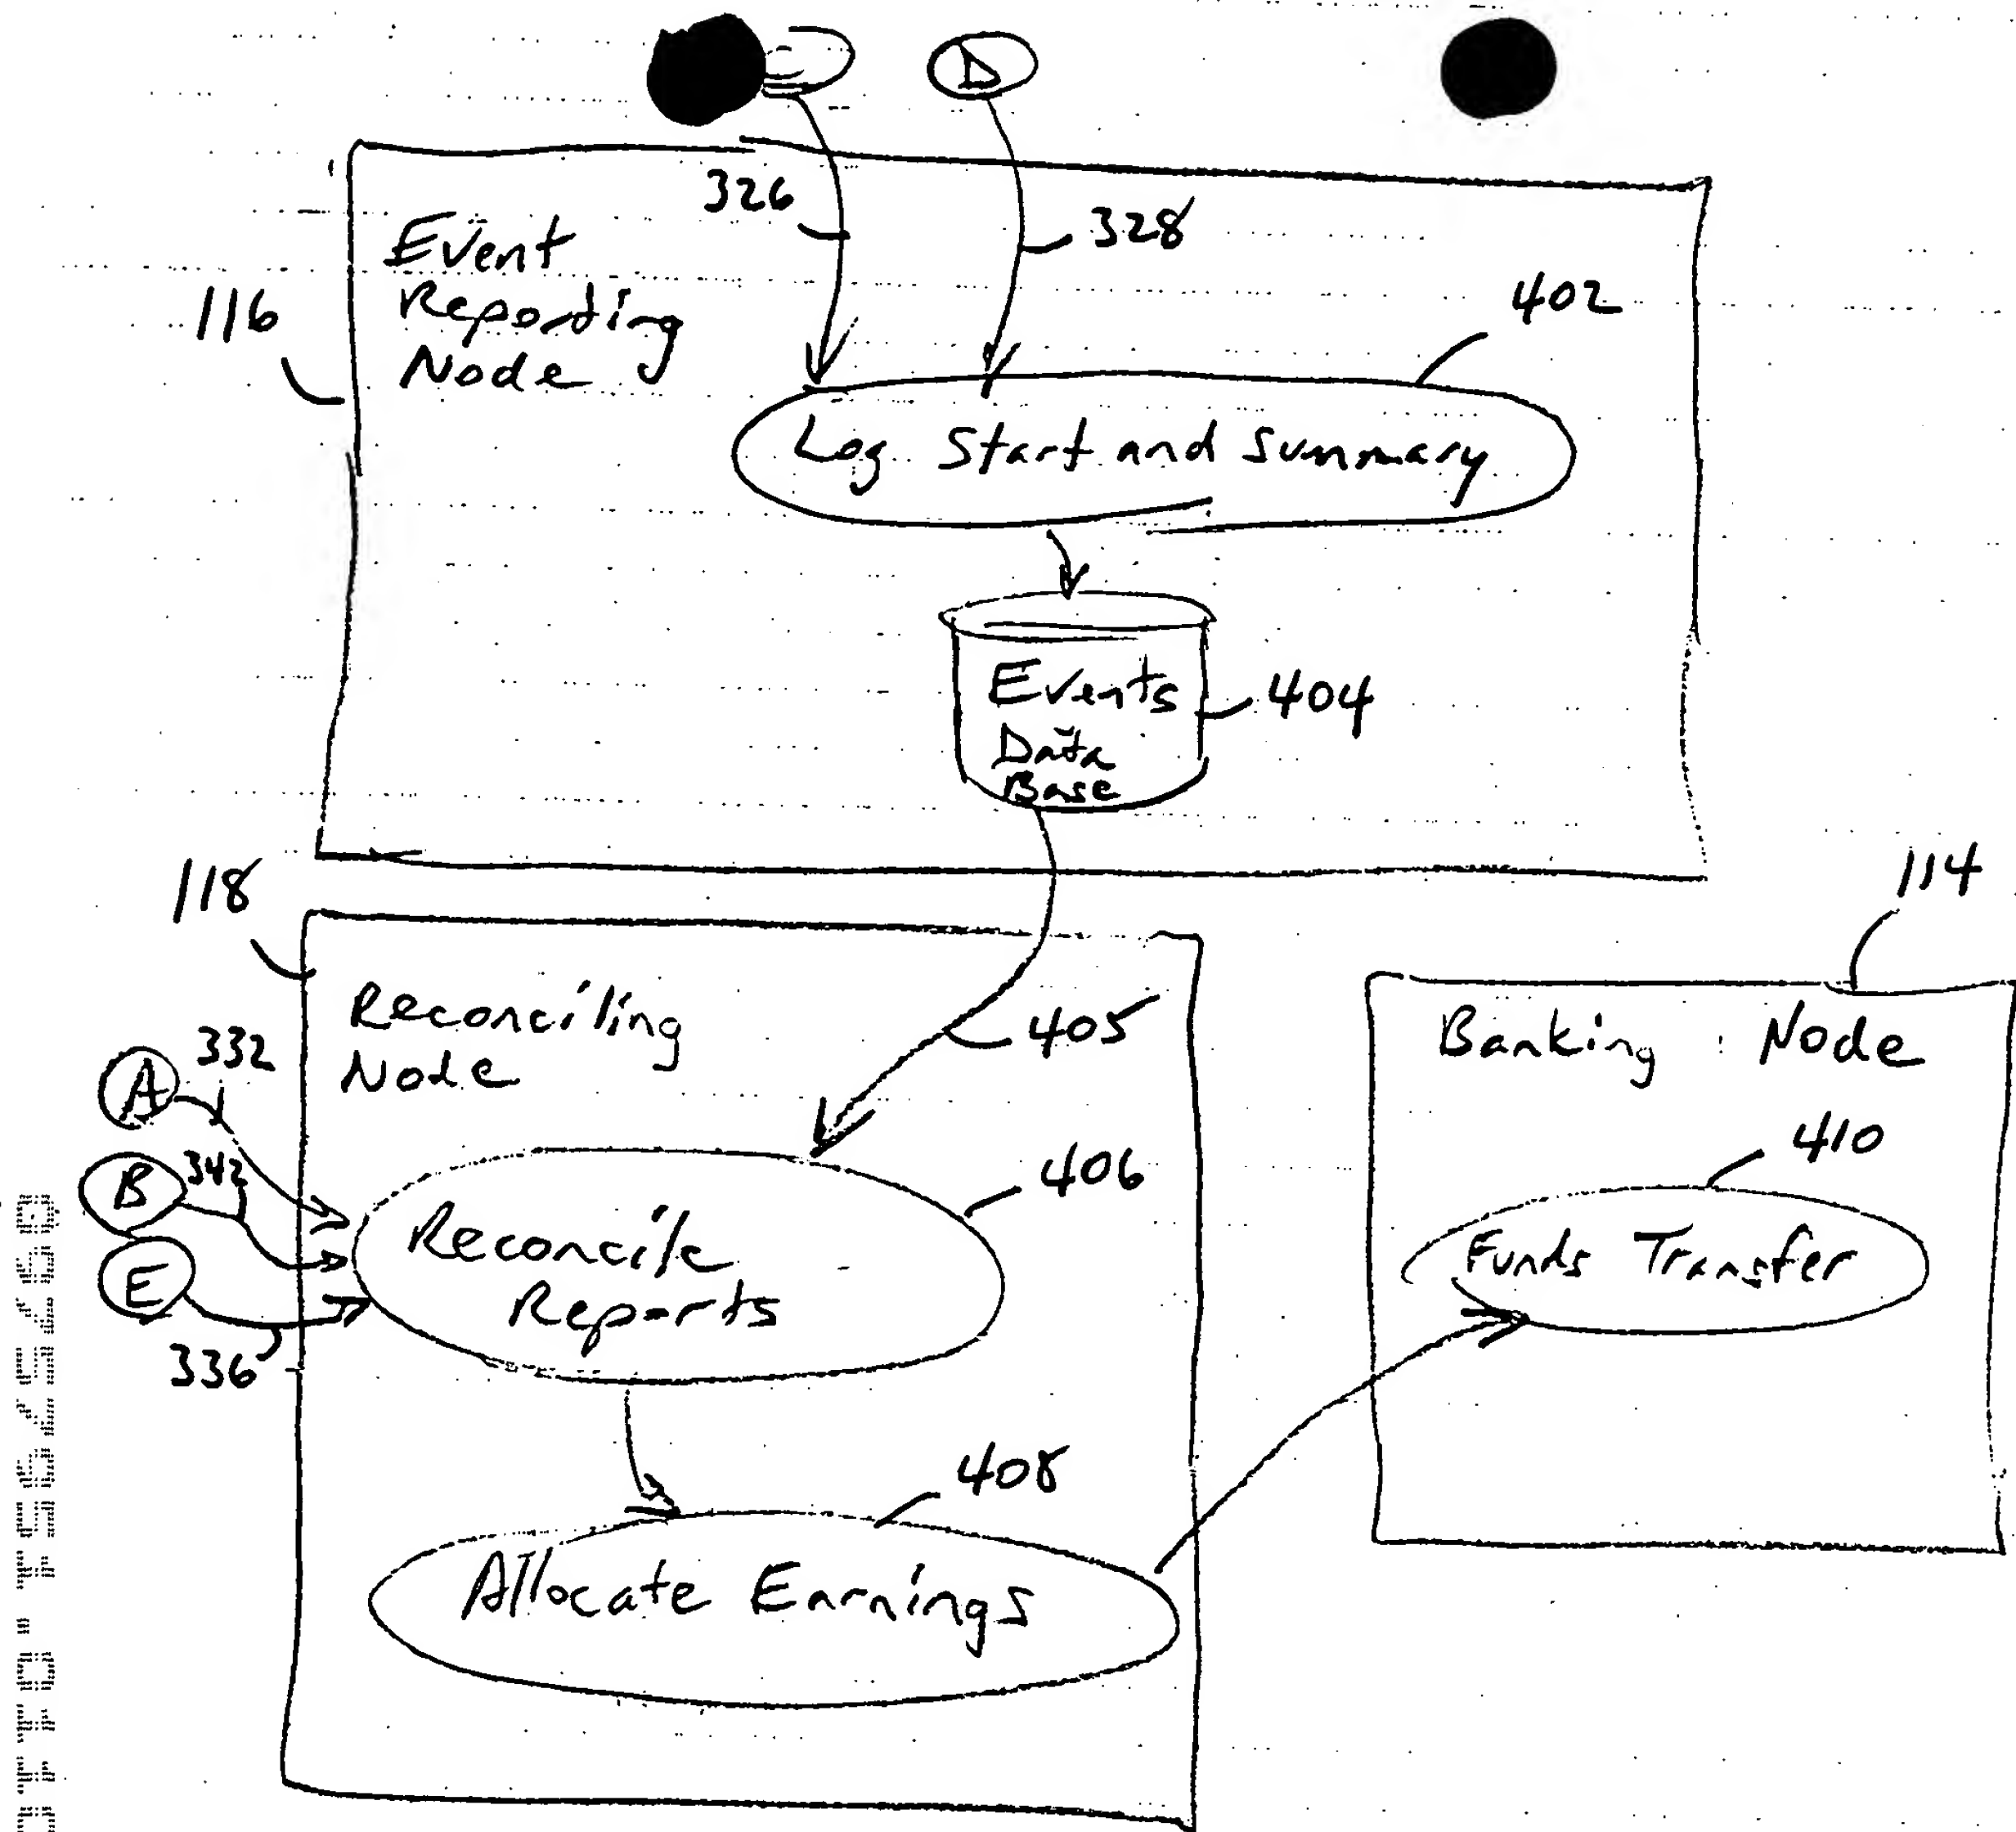 D
326
328
Event
Reporting
Node
116
402
Log Start and Summary
Events
Data
Base
404
118
114
Reconciling
Node
405
Banking Node
A
332
B
342
E
336
406
Reconcile
Reports
410
Funds Transfer
408
Allocate Earnings